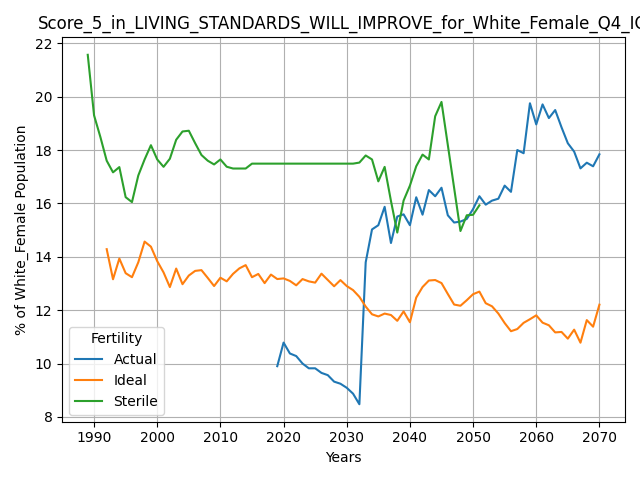 Score_5_in_LIVING_STANDARDS_WILL_IMPROVE_for_White_Female_Q4_IQ
% of White_Female Population
22
20
18
16
14
12
10
8
Fertility
Actual
Ideal
Sterile
1990 2000 2010 2020 2030 2040 2050 2060 2070
Years